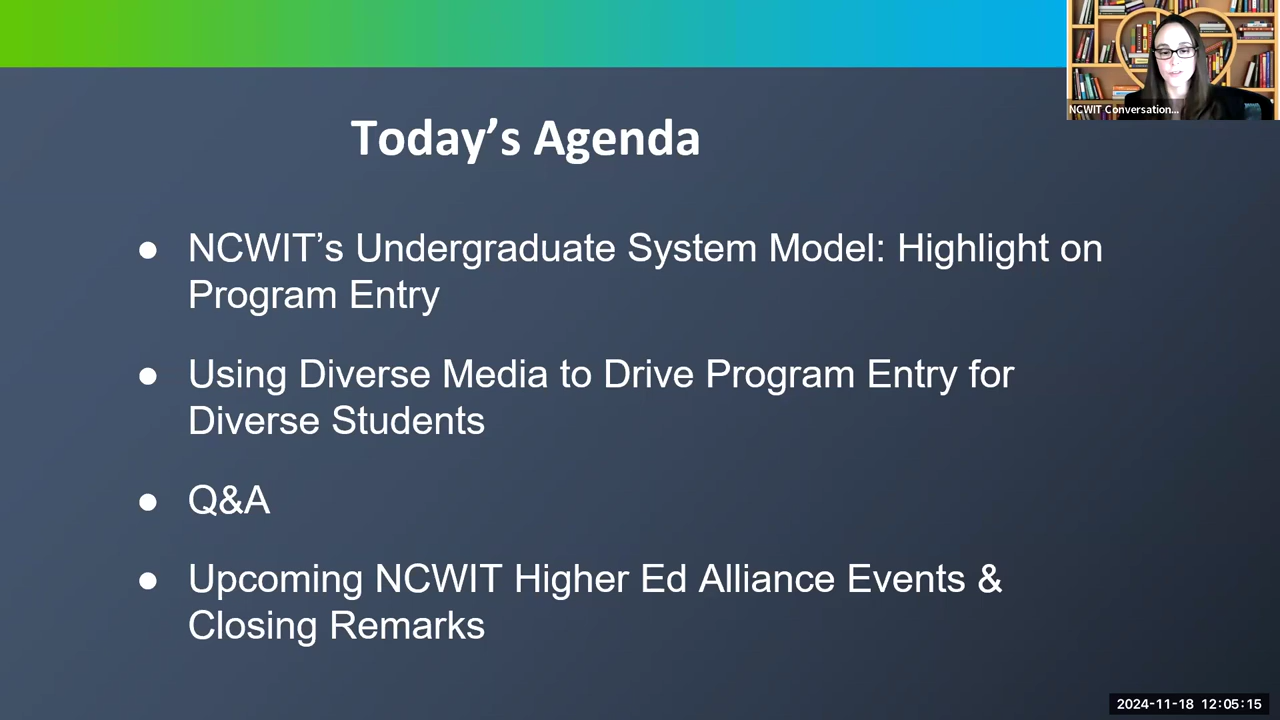 NCWIT Conversation...
Today’s Agenda
● NCWIT’s Undergraduate System Model: Highlight on
Program Entry
● Using Diverse Media to Drive Program Entry for
Diverse Students
● Q&A
● Upcoming NCWIT Higher Ed Alliance Events &
Closing Remarks
2024-11-18 12:05:15